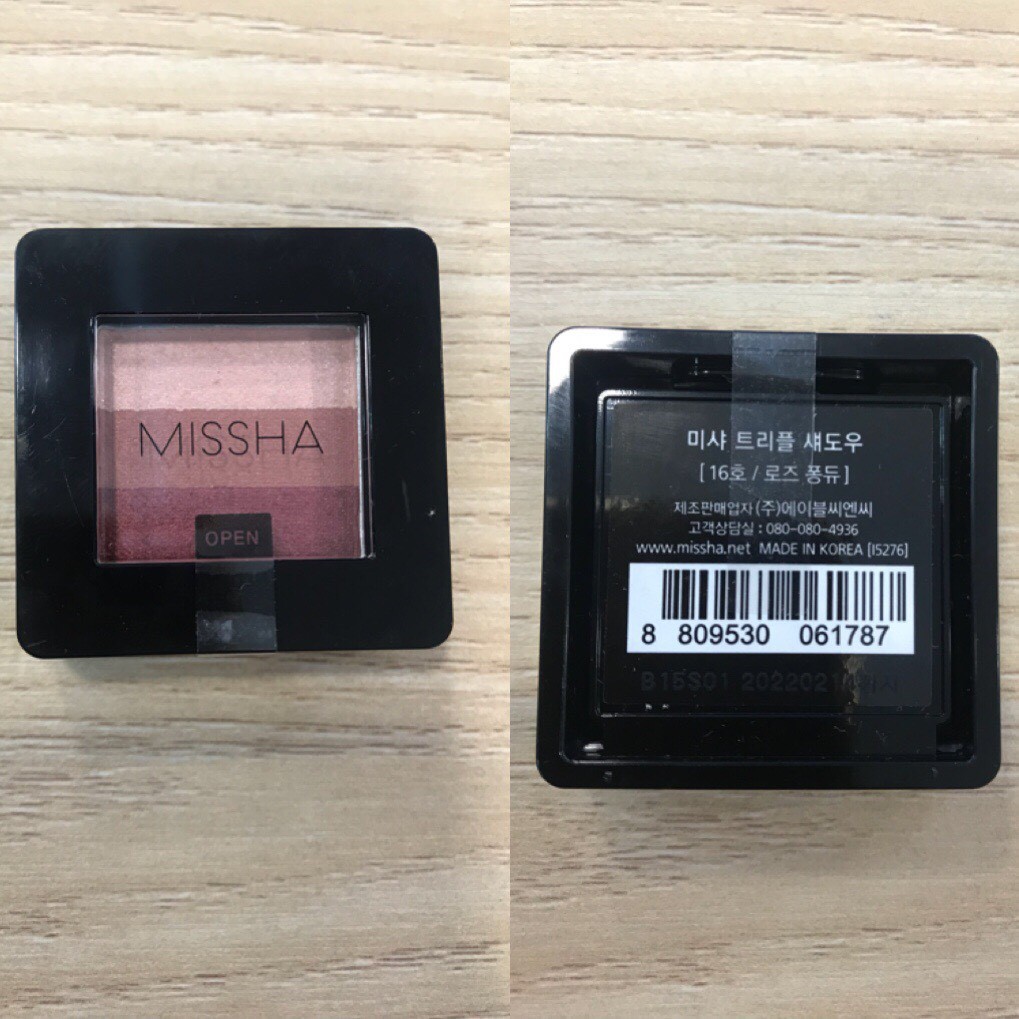 MISSHA
OPEN
미샤 트리플 섀도우
[ 16호 / 로즈 퐁듀 ]
제조판매업자 (주)에이블씨엔씨
고객상담실 : 080-080-4936
www.missha.net MADE IN KOREA [I5276]
8 809530 061787
B15S01